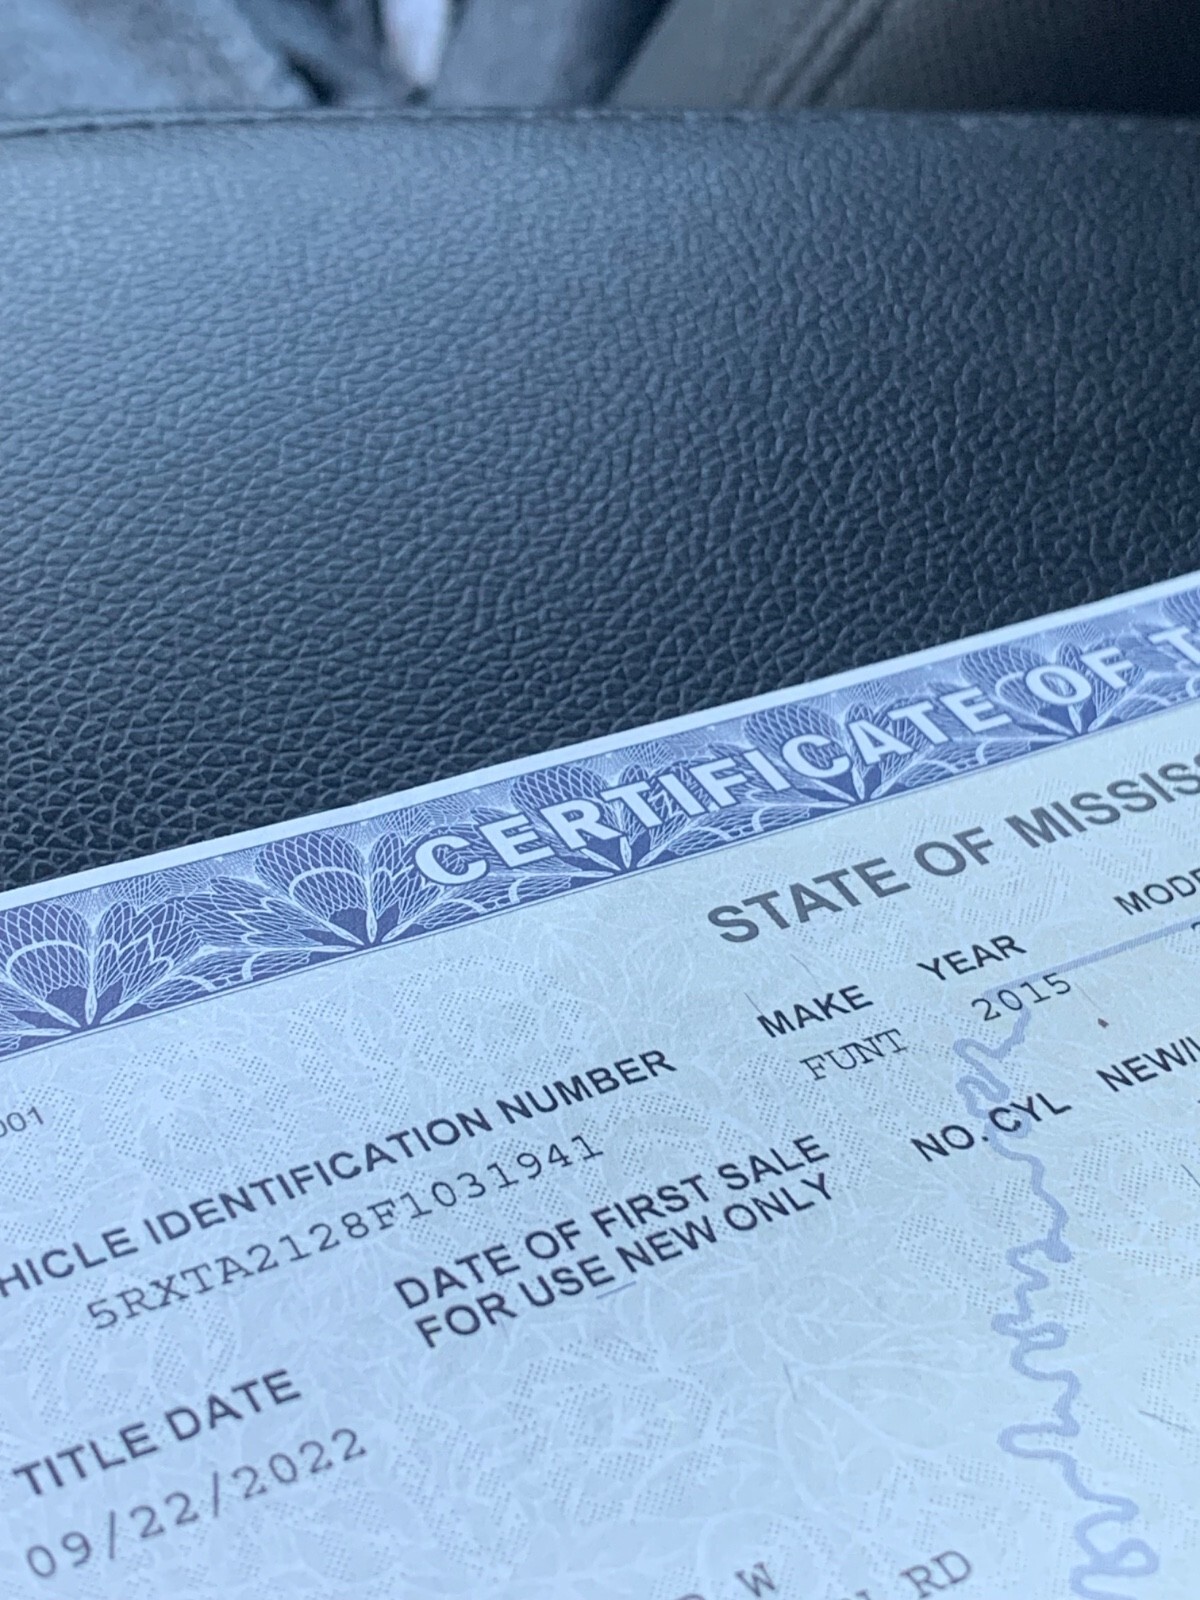 CERTIFICATE OF
STATE OF MISSIS
MAKE YEAR MODE
FUNT 2015
001
HICLE IDENTIFICATION NUMBER
5RXTA2128F1031941
NO. CYL NEW/
DATE OF FIRST SALE
FOR USE NEW ONLY
TITLE DATE
09/22/2022
W
RD